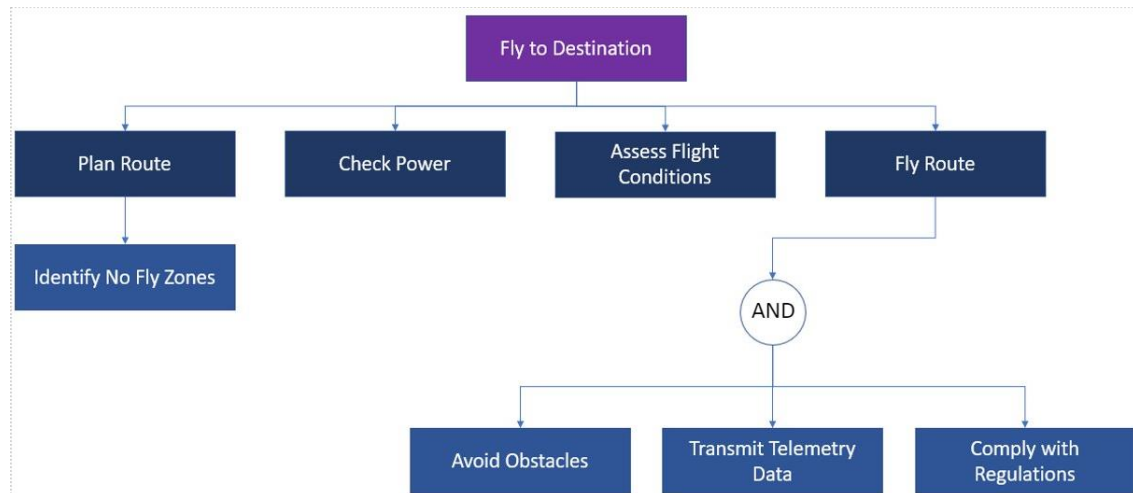 Fly to Destination
Plan Route
Check Power
Assess Flight
Conditions
Fly Route
Identify No Fly Zones
AND
Avoid Obstacles
Transmit Telemetry
Data
Comply with
Regulations